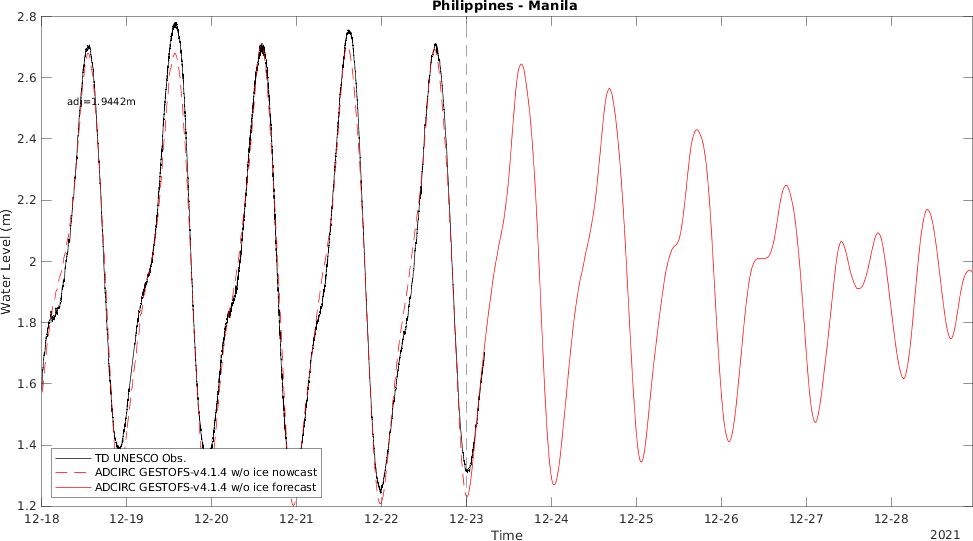 Philippines - Manila
2.8
2.6
adj=1.9442m
2.4
2.2
Water Level (m)
2
1.8
1.6
1.4
TD UNESCO Obs.
ADCIRC GESTOFS-v4.1.4 w/o ice nowcast
ADCIRC GESTOFS-v4.1.4 w/o ice forecast
1.2
12-18 12-19 12-20 12-21 12-22 12-23 12-24 12-25 12-26 12-27 12-28
Time
2021